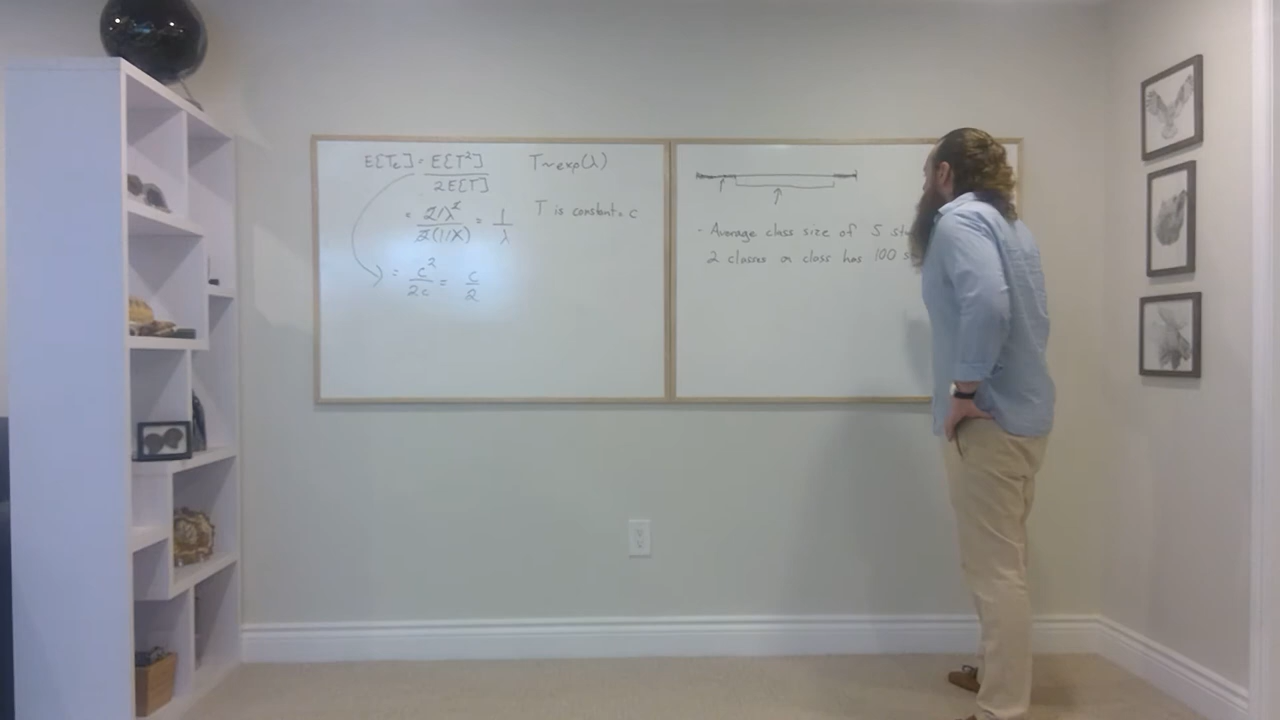 E[Tₑ] = E[T²] / 2E[T]
T ~ exp(λ)
= 2/λ² / 2(1/λ) = 1/λ
T is constant = c
= c² / 2c = c/2
- Average class size of 5 stu
2 classes a class has 100 s